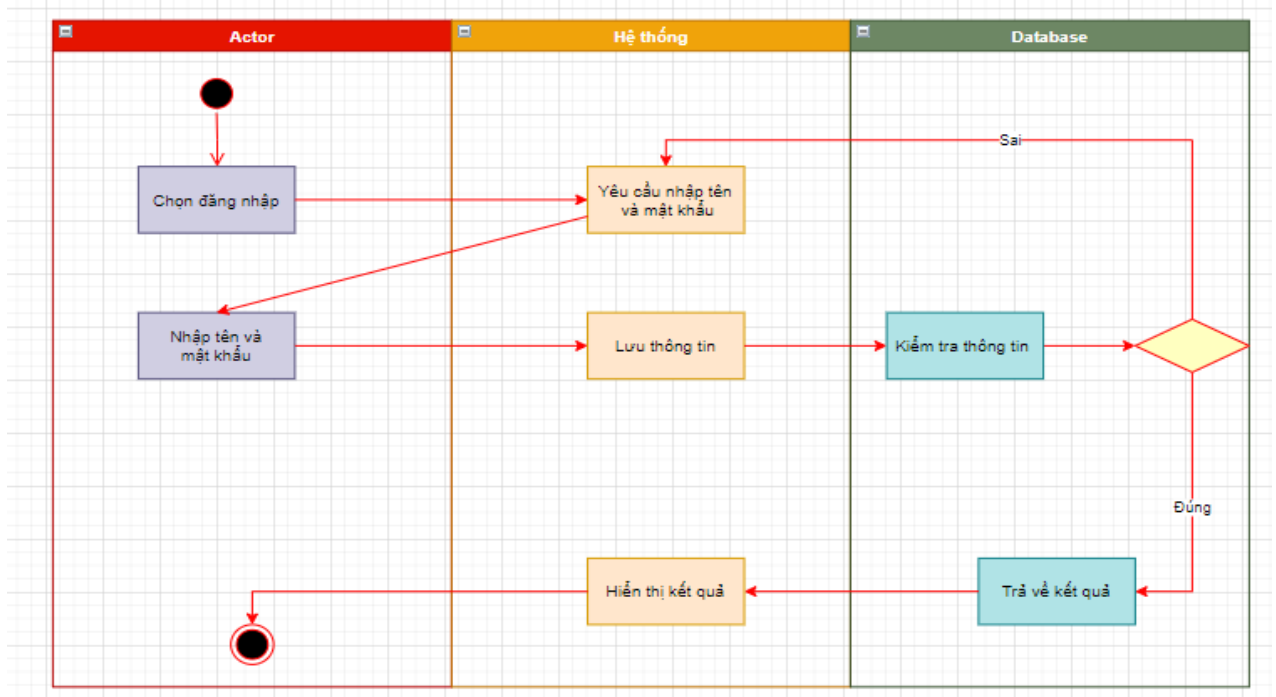 Actor
Hệ thống
Database
Sai
Chọn đăng nhập
Yêu cầu nhập tên
và mật khẩu
Nhập tên và
mật khẩu
Lưu thông tin
Kiểm tra thông tin
Đúng
Hiển thị kết quả
Trả về kết quả